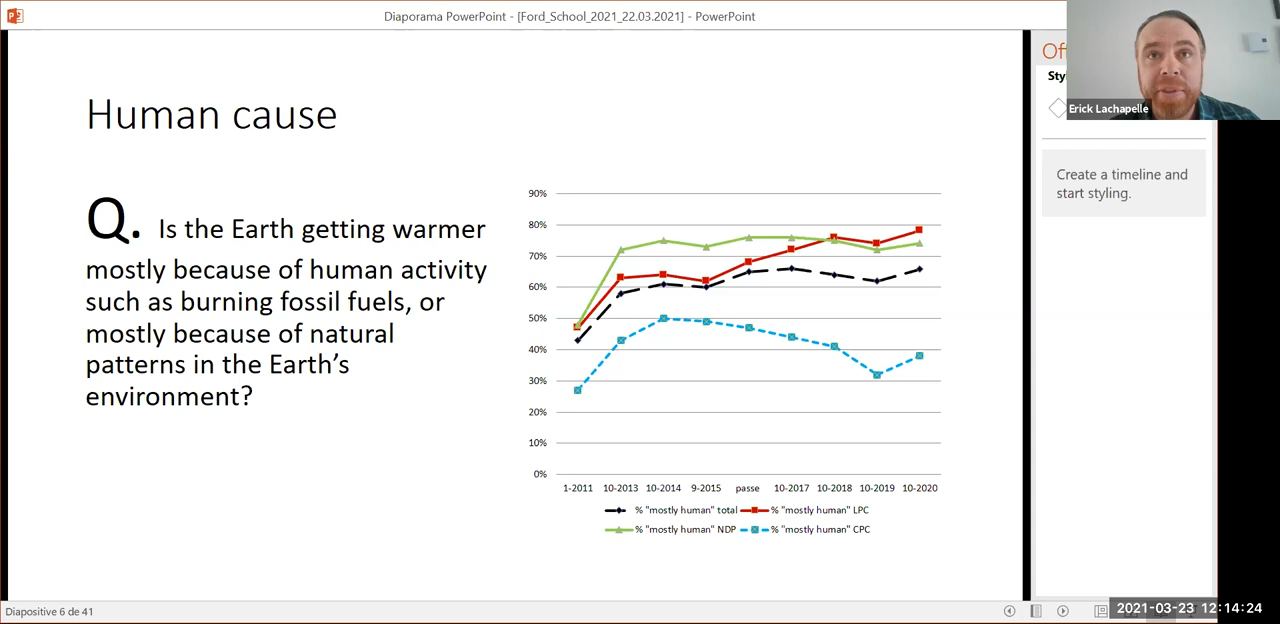 Diaporama PowerPoint - [Ford_School_2021_22.03.2021] - PowerPoint
Human cause
Q. Is the Earth getting warmer
mostly because of human activity
such as burning fossil fuels, or
mostly because of natural
patterns in the Earth's
environment?
90%
80%
70%
60%
50%
40%
30%
20%
10%
0%
1-2011 10-2013 10-2014 9-2015 passe 10-2017 10-2018 10-2019 10-2020
% "mostly human" total % "mostly human" LPC
% "mostly human" NDP % "mostly human" CPC
Erick Lachapelle
Create a timeline and
start styling.
Diapositive 6 de 41
2021-03-23 12:14:24